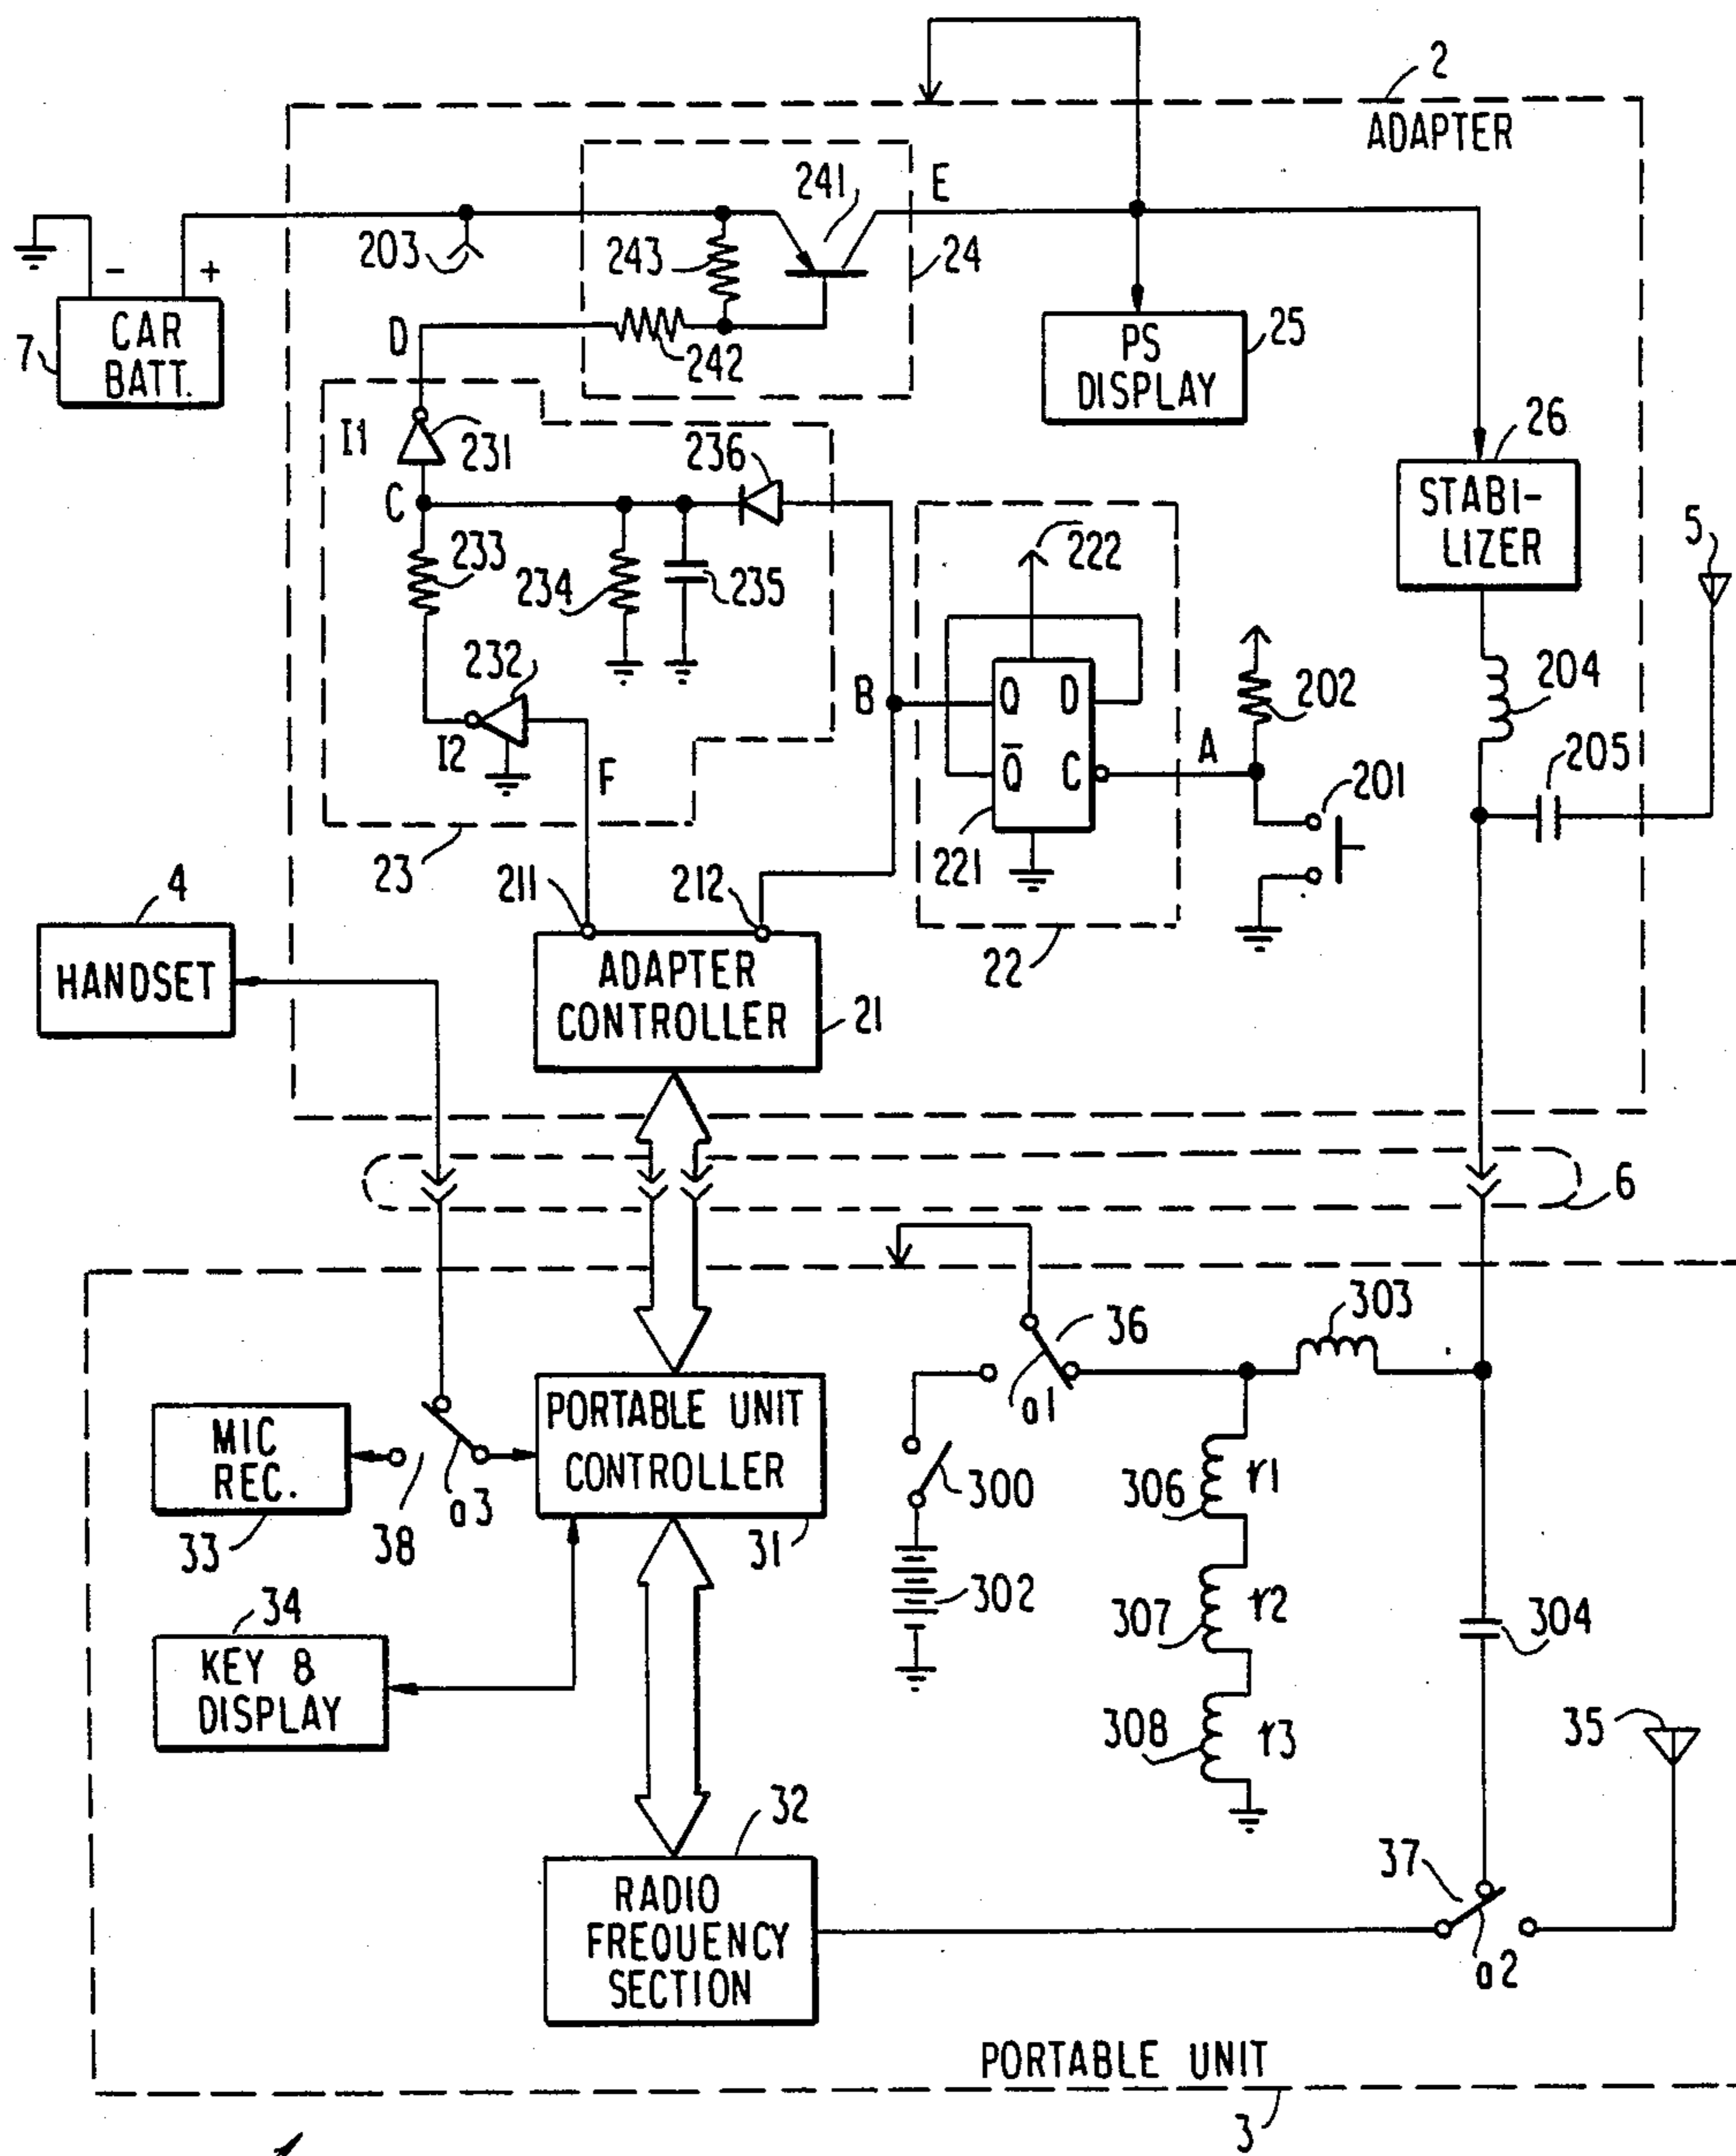 2
ADAPTER
241
E
203
243
24
- +
CAR
BATT.
7
D
242
PS
DISPLAY
25
I1
231
236
26
STABI-
LIZER
C
233
234
235
222
5
232
B
Q
D
202
204
I2
F
Q̅
C
A
205
201
23
221
4
211
212
22
HANDSET
ADAPTER
CONTROLLER
21
6
303
36
a1
MIC
REC.
PORTABLE UNIT
CONTROLLER
300
306
r1
33
38
a3
31
302
307
r2
304
34
KEY &
DISPLAY
308
r3
35
32
37
RADIO
FREQUENCY
SECTION
a2
PORTABLE UNIT
3